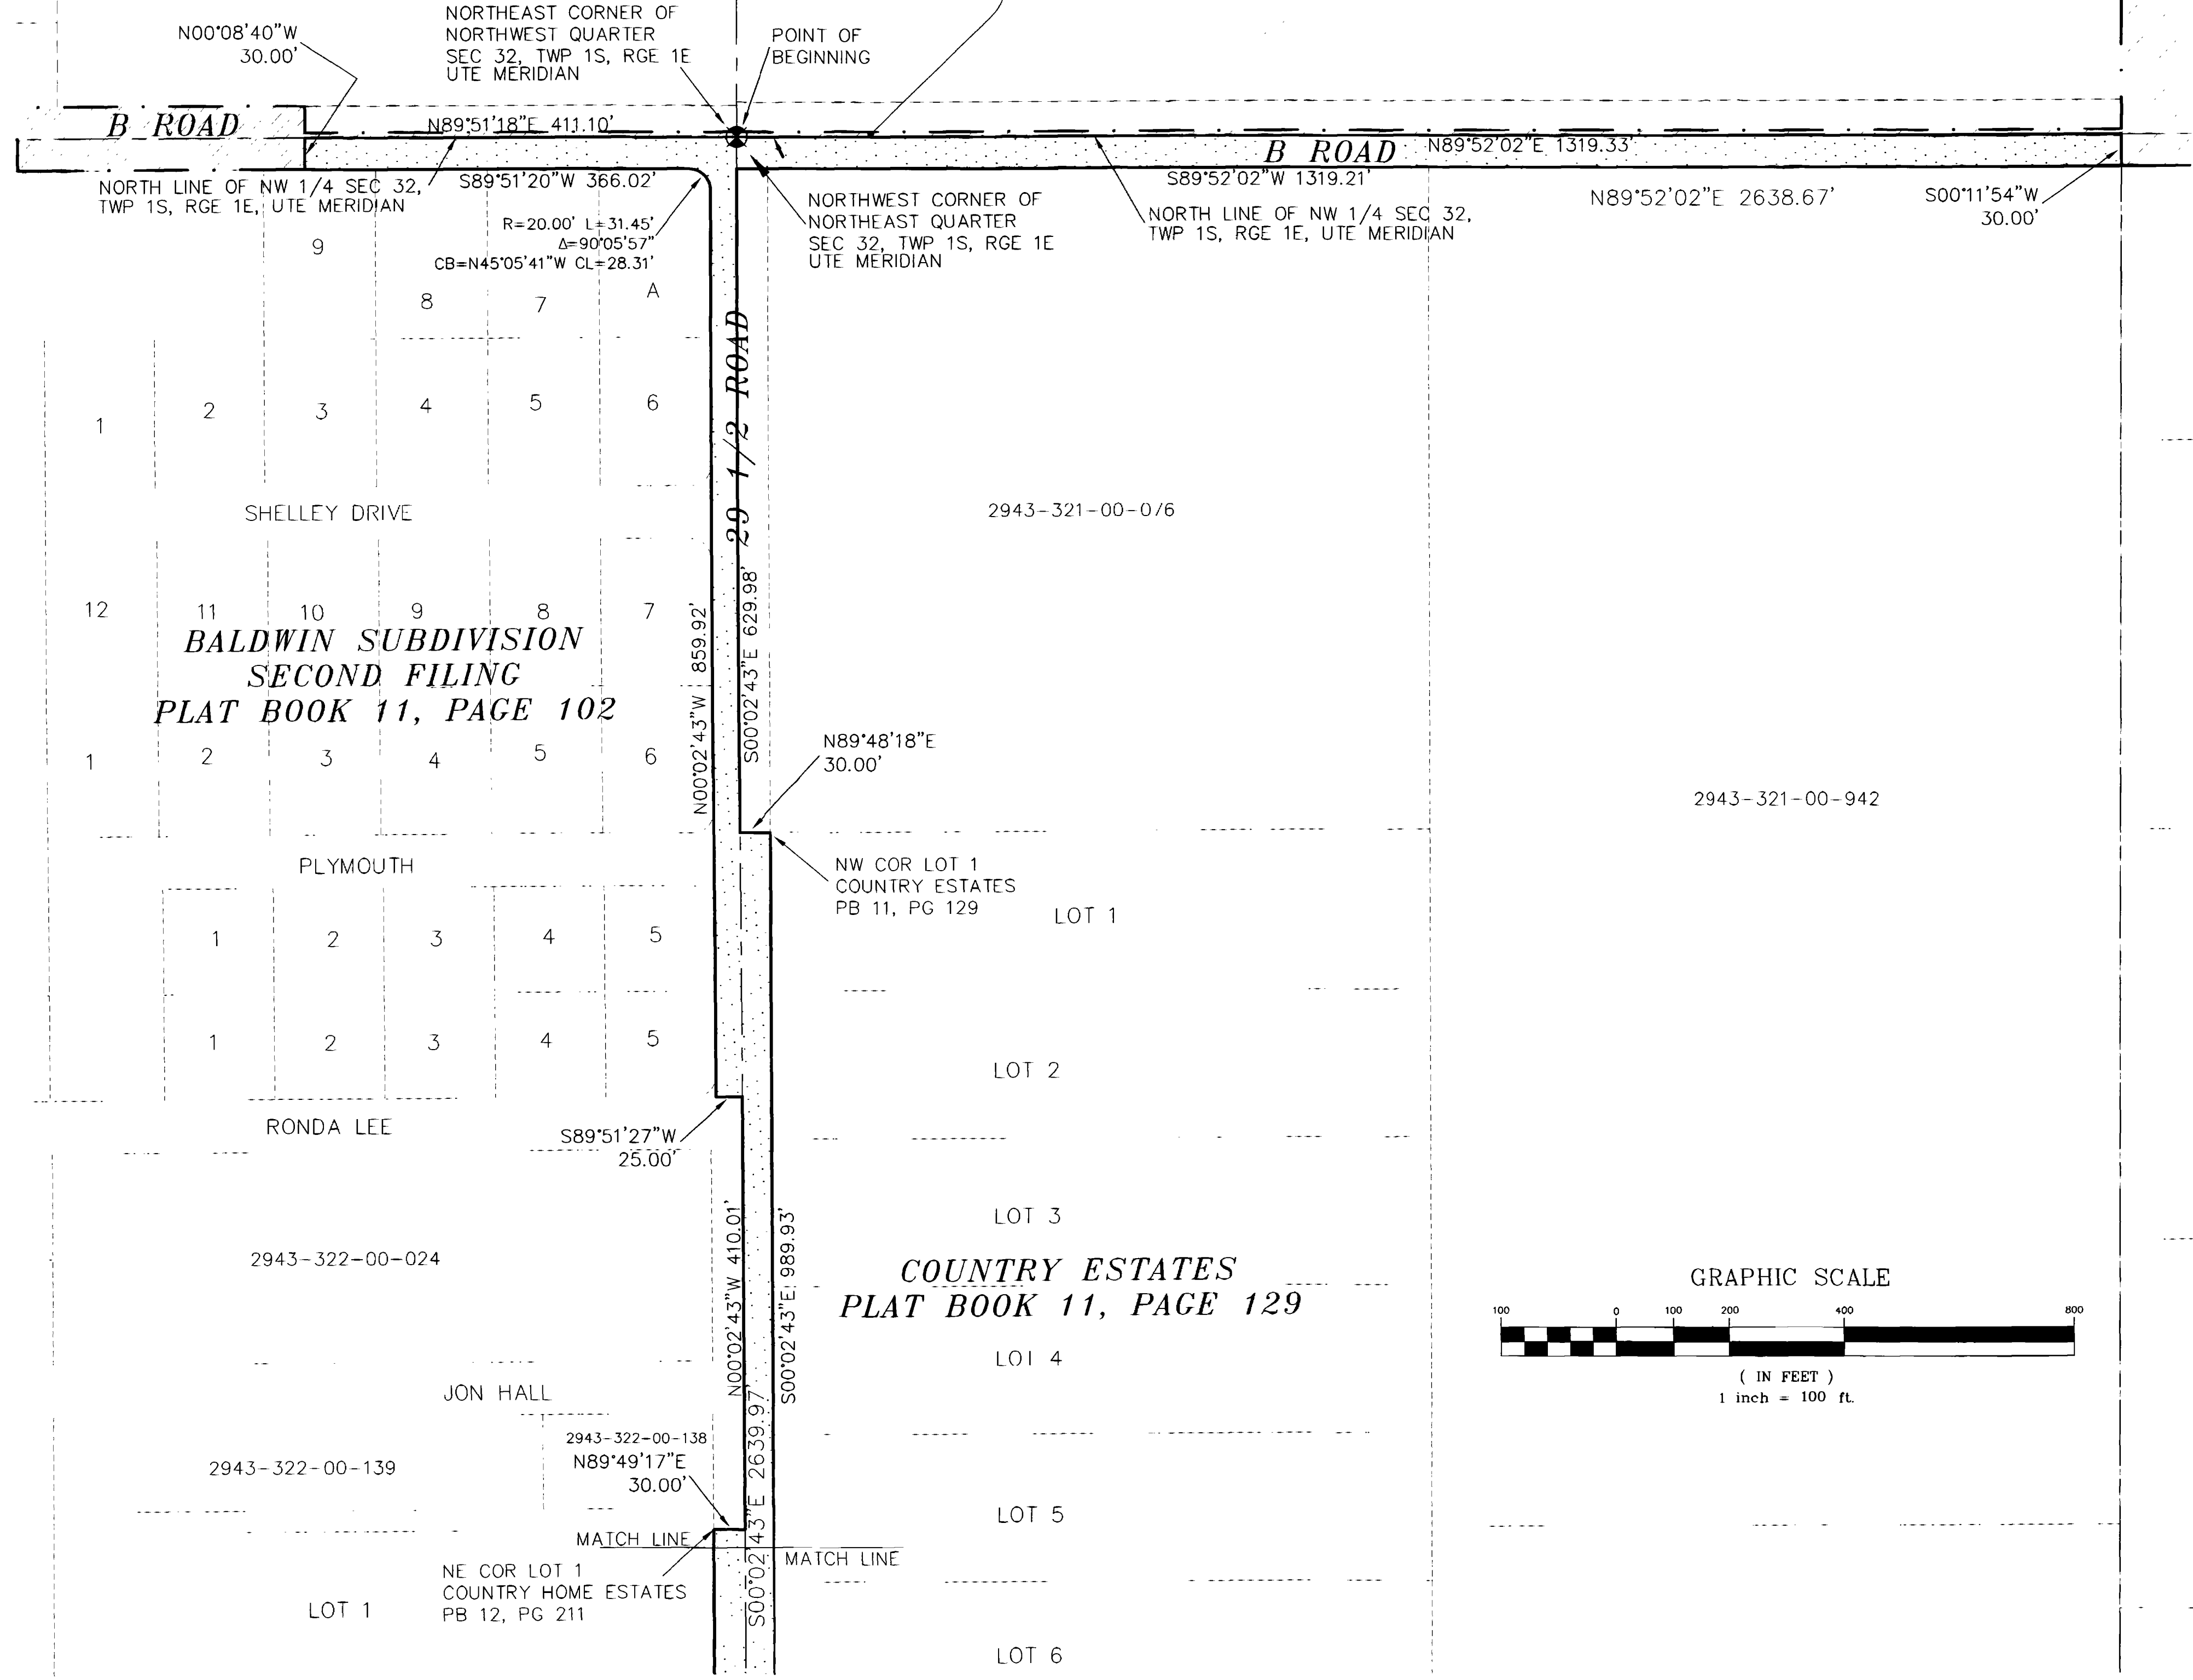 NORTHEAST CORNER OF
NORTHWEST QUARTER
SEC 32, TWP 1S, RGE 1E
UTE MERIDIAN
N00°08'40"W
30.00'
POINT OF
BEGINNING
B ROAD
N89°51'18"E 411.10'
B ROAD
N89°52'02"E 1319.33'
NORTH LINE OF NW 1/4 SEC 32,
TWP 1S, RGE 1E, UTE MERIDIAN
S89°51'20"W 366.02'
S89°52'02"W 1319.21'
N89°52'02"E 2638.67'
S00°11'54"W
30.00'
NORTHWEST CORNER OF
NORTHEAST QUARTER
SEC 32, TWP 1S, RGE 1E
UTE MERIDIAN
NORTH LINE OF NW 1/4 SEC 32,
TWP 1S, RGE 1E, UTE MERIDIAN
R=20.00' L=31.45'
Δ=90°05'57"
CB=N45°05'41"W CL=28.31'
9
8
7
A
29 1/2 ROAD
1
2
3
4
5
6
SHELLEY DRIVE
2943-321-00-076
12
11
10
9
8
7
BALDWIN SUBDIVISION
SECOND FILING
PLAT BOOK 11, PAGE 102
N00°02'43"W 859.92'
S00°02'43"E 629.98'
1
2
3
4
5
6
N89°48'18"E
30.00'
2943-321-00-942
PLYMOUTH
NW COR LOT 1
COUNTRY ESTATES
PB 11, PG 129
LOT 1
1
2
3
4
5
1
2
3
4
5
LOT 2
RONDA LEE
S89°51'27"W
25.00'
LOT 3
2943-322-00-024
N00°02'43"W 410.01'
S00°02'43"E 989.93'
COUNTRY ESTATES
PLAT BOOK 11, PAGE 129
GRAPHIC SCALE
100 0 100 200 400 800
( IN FEET )
1 inch = 100 ft.
LOT 4
JON HALL
2943-322-00-138
2943-322-00-139
N89°49'17"E
30.00'
S00°02'43"E 2639.97'
LOT 5
MATCH LINE
MATCH LINE
NE COR LOT 1
COUNTRY HOME ESTATES
PB 12, PG 211
LOT 1
LOT 6